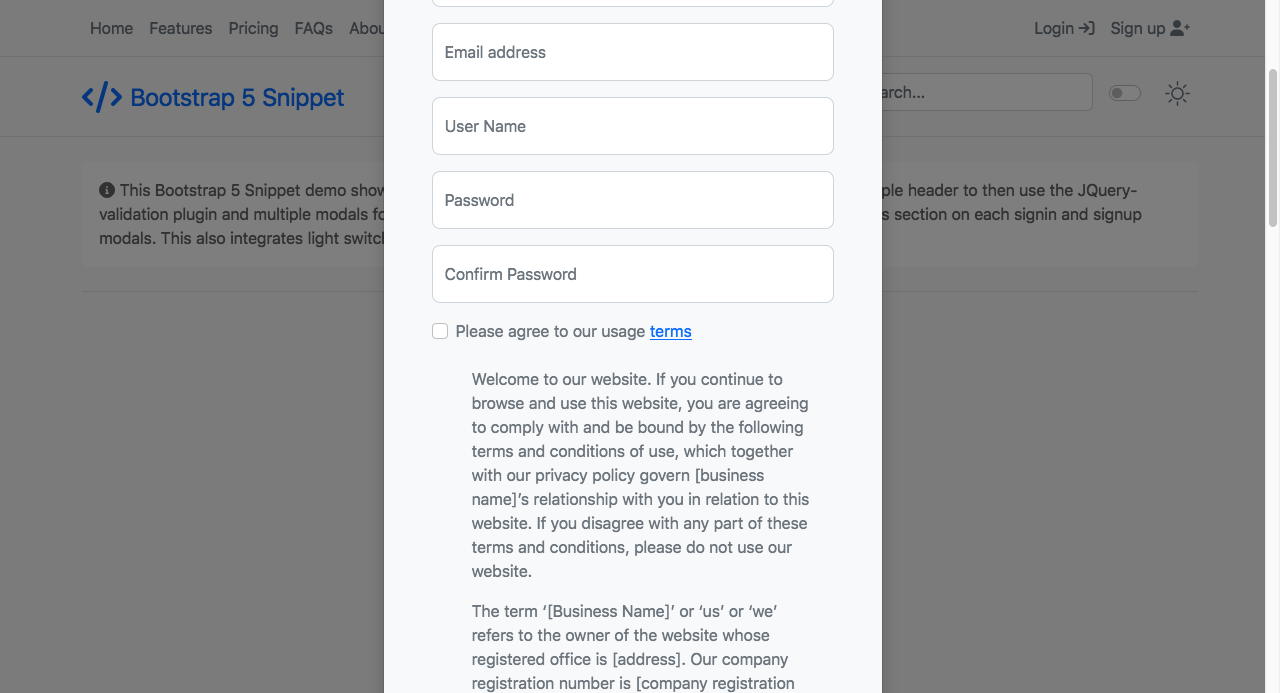 Home Features Pricing FAQs Abou
Login Sign up
Bootstrap 5 Snippet
arch...
This Bootstrap 5 Snippet demo show
ple header to then use the JQuery-
validation plugin and multiple modals fo
s section on each signin and signup
modals. This also integrates light switch
Email address
User Name
Password
Confirm Password
Please agree to our usage terms
Welcome to our website. If you continue to
browse and use this website, you are agreeing
to comply with and be bound by the following
terms and conditions of use, which together
with our privacy policy govern [business
name]’s relationship with you in relation to this
website. If you disagree with any part of these
terms and conditions, please do not use our
website.
The term ‘[Business Name]’ or ‘us’ or ‘we’
refers to the owner of the website whose
registered office is [address]. Our company
registration number is [company registration